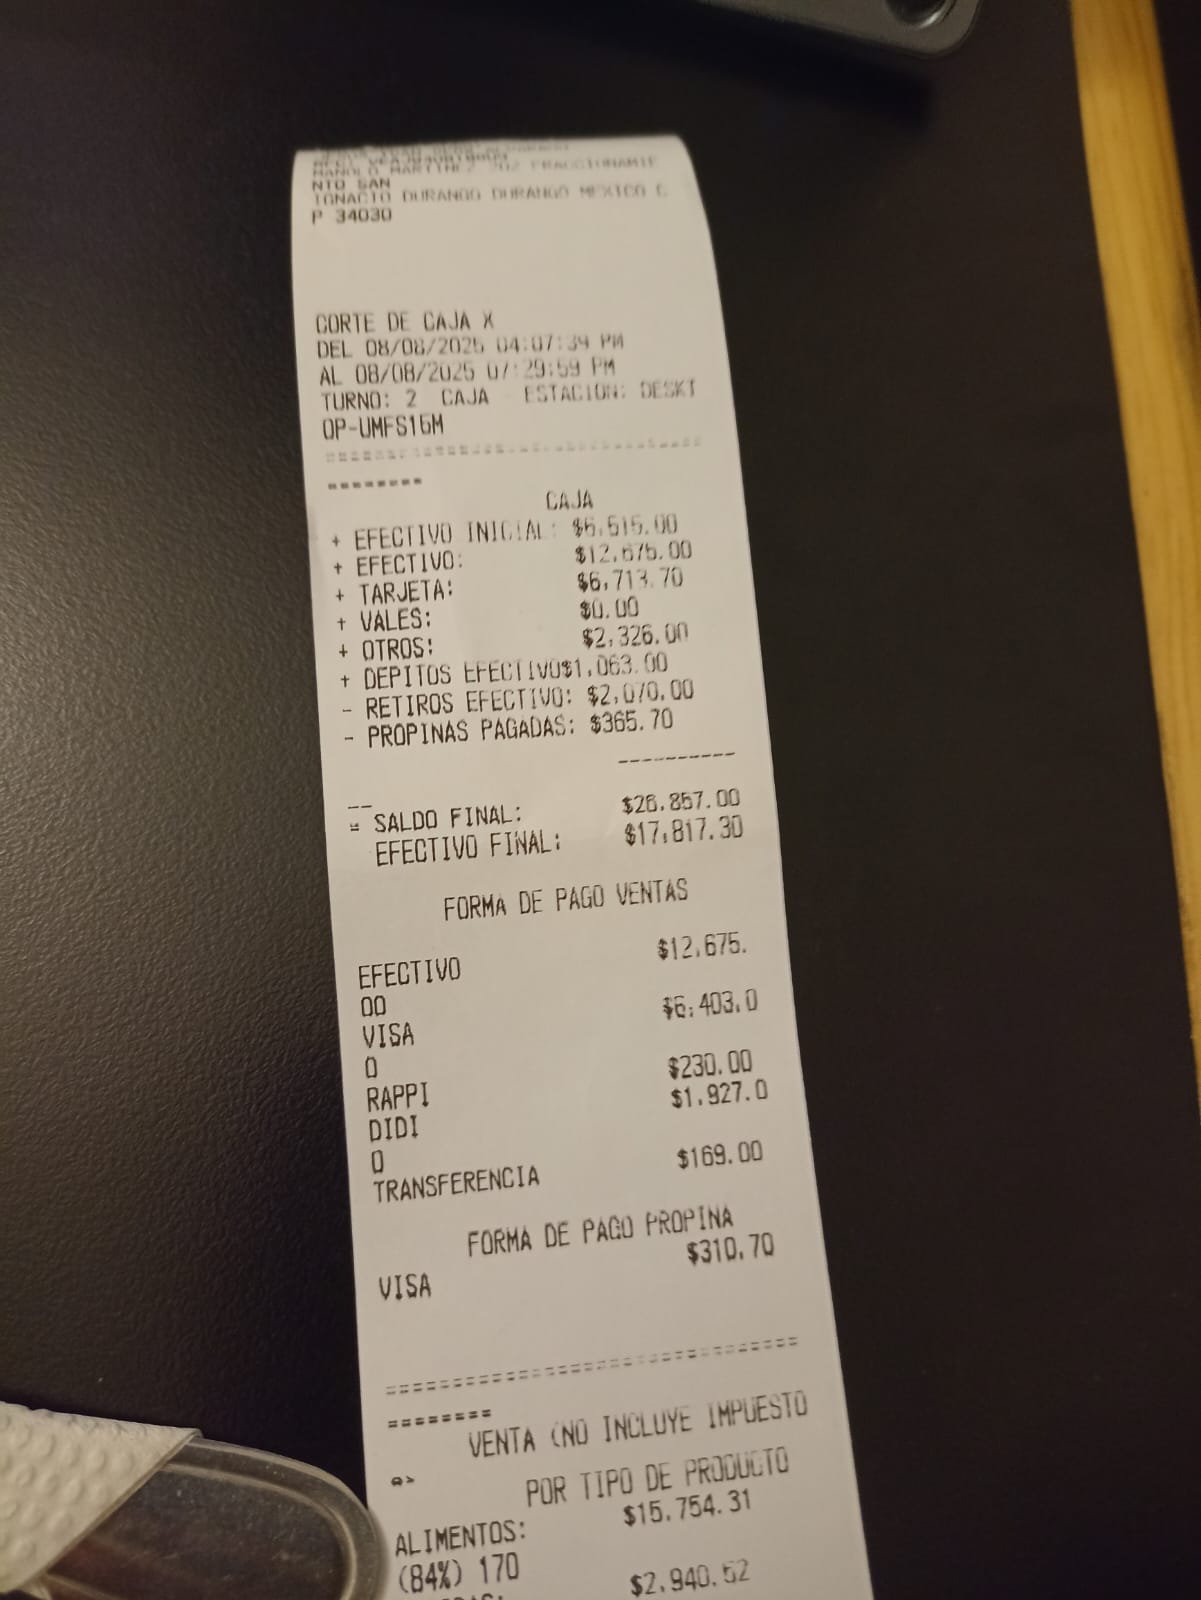 MANOLO MARTINEZ 202 FRACCIONAMIE
NTO SAN
IGNACIO DURANGO DURANGO MEXICO C
P 34030
CORTE DE CAJA X
DEL 08/08/2025 04:07:39 PM
AL 08/08/2025 07:29:59 PM
TURNO: 2 CAJA - ESTACION: DESKT
OP-UMFS16M
====================================
========
CAJA
+ EFECTIVO INICIAL: $6,515.00
+ EFECTIVO: $12,675.00
+ TARJETA: $6,713.70
+ VALES: $0.00
+ OTROS: $2,326.00
+ DEPITOS EFECTIVO$1,063.00
- RETIROS EFECTIVO: $2,070.00
- PROPINAS PAGADAS: $365.70
----------
--
= SALDO FINAL: $26,857.00
EFECTIVO FINAL: $17,817.30
FORMA DE PAGO VENTAS
EFECTIVO $12,675.
00
VISA $6,403.0
0
RAPPI $230.00
DIDI $1,927.0
0
TRANSFERENCIA $169.00
FORMA DE PAGO PROPINA
VISA $310.70
====================================
========
VENTA (NO INCLUYE IMPUESTO
S)
POR TIPO DE PRODUCTO
ALIMENTOS: $15,754.31
(84%) 170
$2,940.52